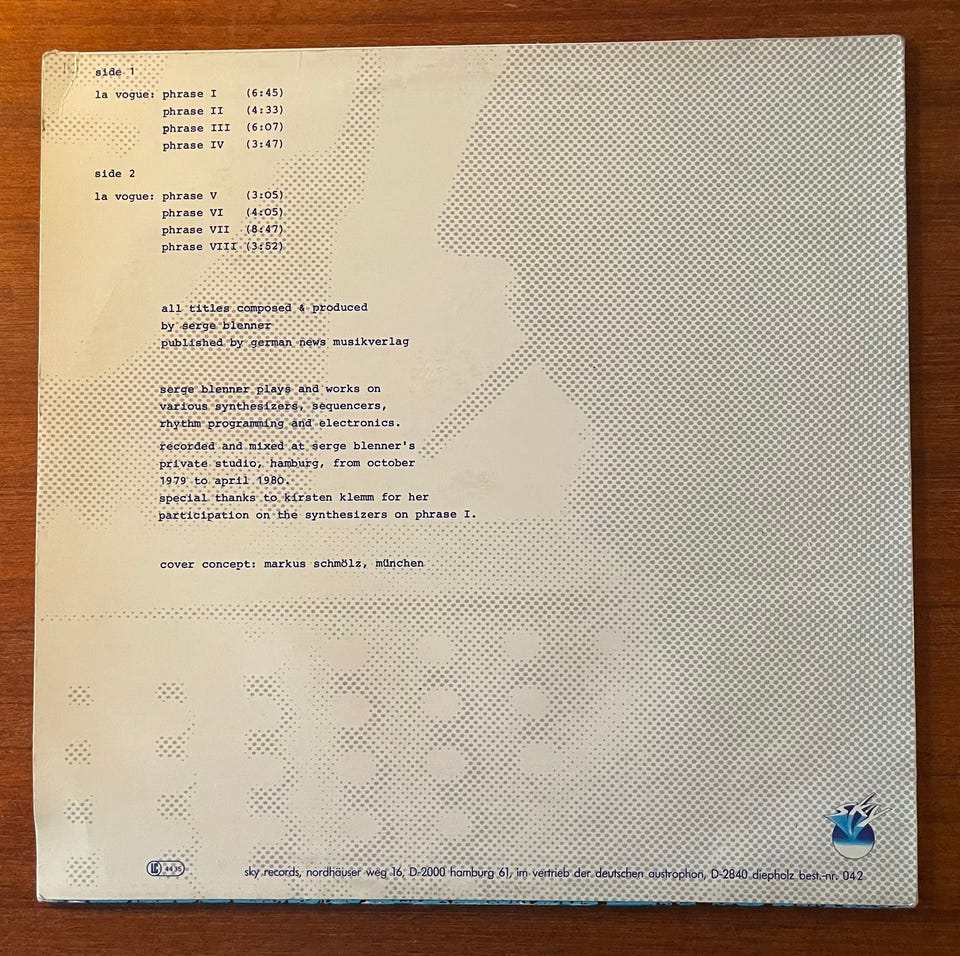 side 1
la vogue: phrase I (6:45)
phrase II (4:33)
phrase III (6:07)
phrase IV (3:47)
side 2
la vogue: phrase V (3:05)
phrase VI (4:05)
phrase VII (8:47)
phrase VIII (3:52)
all titles composed & produced
by serge blenner
published by german news musikverlag
serge blenner plays and works on
various synthesizers, sequencers,
rhythm programming and electronics.
recorded and mixed at serge blenner's
private studio, hamburg, from october
1979 to april 1980.
special thanks to kirsten klemm for her
participation on the synthesizers on phrase I.
cover concept: markus schmölz, münchen
SKY
LC 4435
sky records, nordhäuser weg 16, D-2000 hamburg 61, im vertrieb der deutschen austrophon, D-2840 diepholz best.-nr. 042